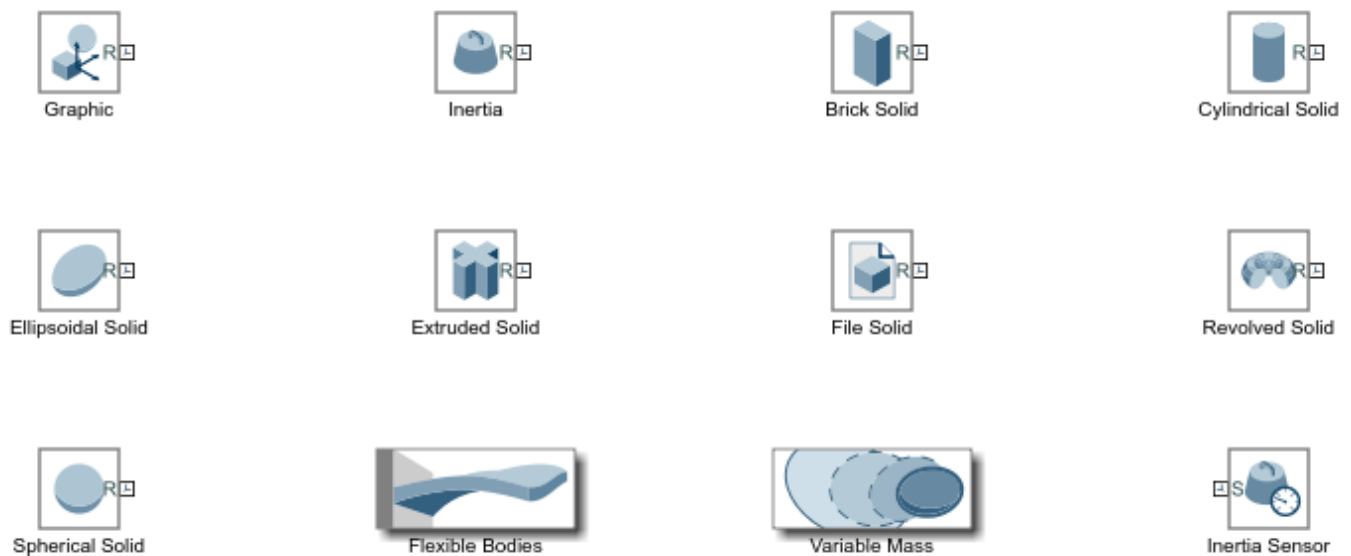 R
Graphic
R
Inertia
R
Brick Solid
R
Cylindrical Solid
R
Ellipsoidal Solid
R
Extruded Solid
R
File Solid
R
Revolved Solid
R
Spherical Solid
Flexible Bodies
Variable Mass
S
Inertia Sensor